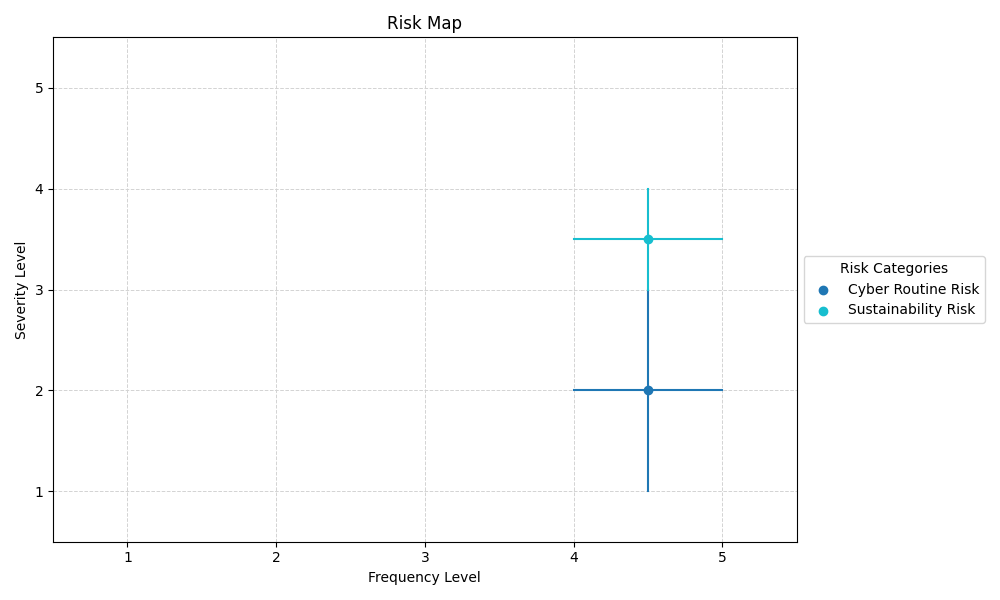 Risk Map
Severity Level
5
4
3
2
1
1 2 3 4 5
Frequency Level
Risk Categories
Cyber Routine Risk
Sustainability Risk